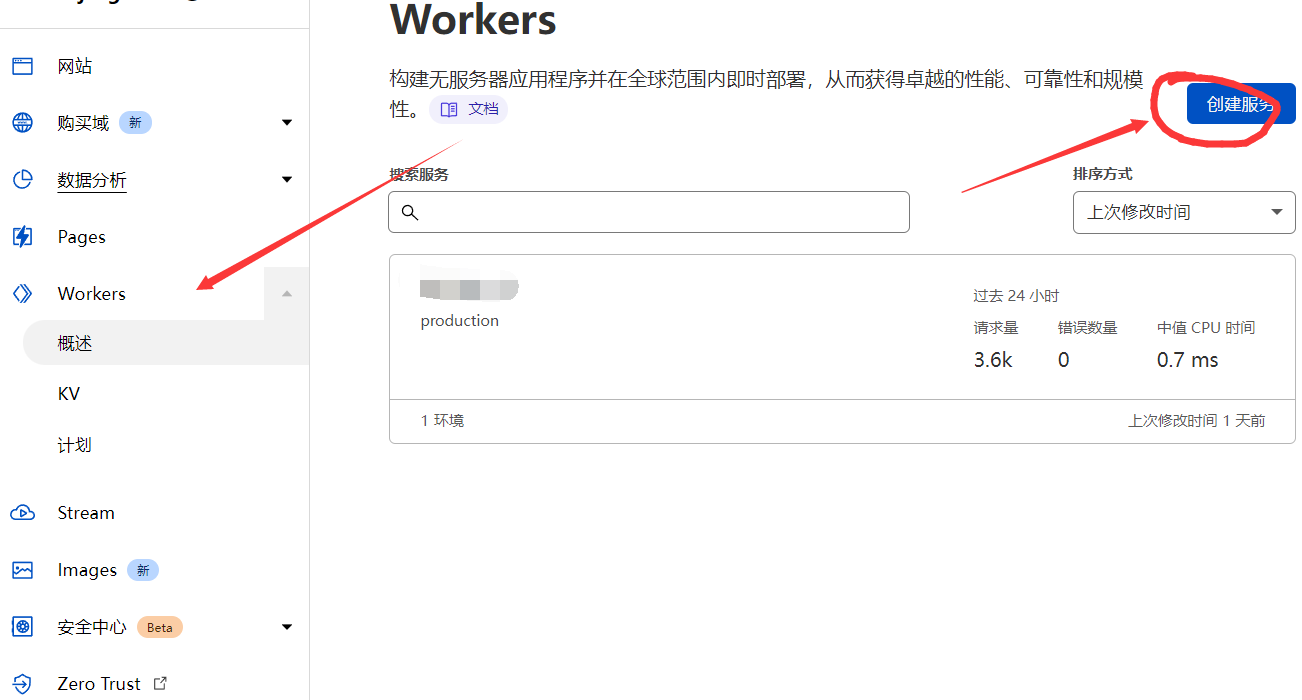 网站
购买域 新
数据分析
Pages
Workers
概述
KV
计划
Stream
Images 新
安全中心 Beta
Zero Trust
Workers
构建无服务器应用程序并在全球范围内即时部署，从而获得卓越的性能、可靠性和规模
性。 文档
创建服务
搜索服务
排序方式
上次修改时间
production
过去 24 小时
请求量 错误数量 中值 CPU 时间
3.6k 0 0.7 ms
1 环境
上次修改时间 1 天前